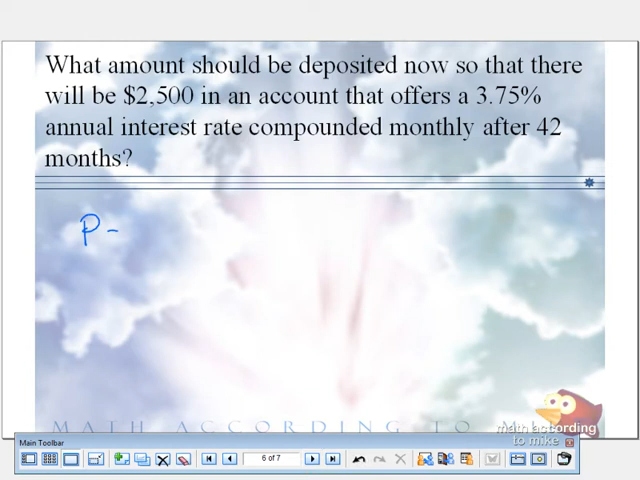 What amount should be deposited now so that there
will be $2,500 in an account that offers a 3.75%
annual interest rate compounded monthly after 42
months?
P -
MATH ACCORDING TO MIKE
math according
to mike
Main Toolbar
6 of 7